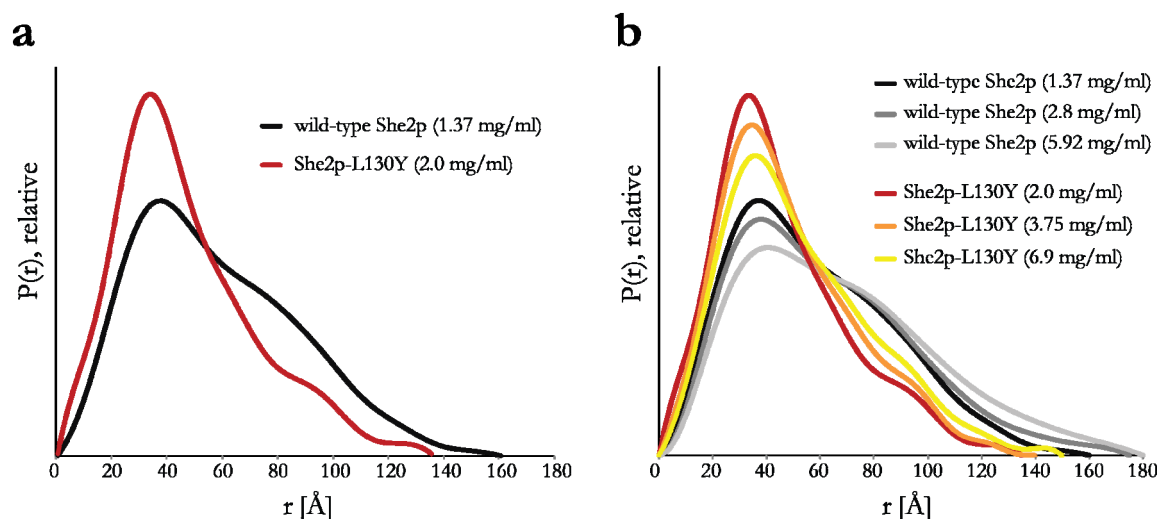 a
P(r), relative
wild-type She2p (1.37 mg/ml)
She2p-L130Y (2.0 mg/ml)
0 20 40 60 80 100 120 140 160 180
r [Å]
b
P(r), relative
wild-type Shc2p (1.37 mg/ml)
wild-type She2p (2.8 mg/ml)
wild-type She2p (5.92 mg/ml)
She2p-L130Y (2.0 mg/ml)
She2p-L130Y (3.75 mg/ml)
Shc2p-L130Y (6.9 mg/ml)
0 20 40 60 80 100 120 140 160 180
r [Å]